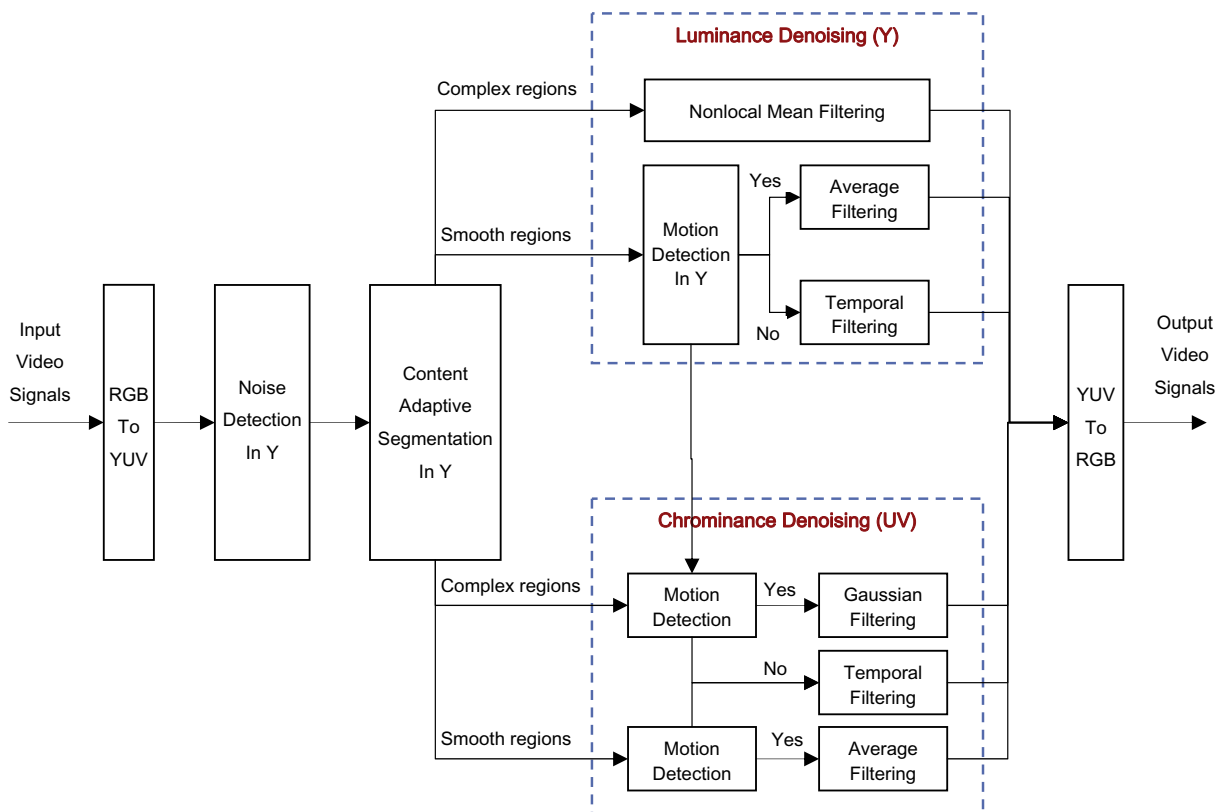 Luminance Denoising (Y)
Complex regions
Nonlocal Mean Filtering
Smooth regions
Motion
Detection
In Y
Yes
Average
Filtering
No
Temporal
Filtering
Input
Video
Signals
RGB
To
YUV
Noise
Detection
In Y
Content
Adaptive
Segmentation
In Y
YUV
To
RGB
Output
Video
Signals
Chrominance Denoising (UV)
Complex regions
Motion
Detection
Yes
Gaussian
Filtering
No
Temporal
Filtering
Smooth regions
Motion
Detection
Yes
Average
Filtering